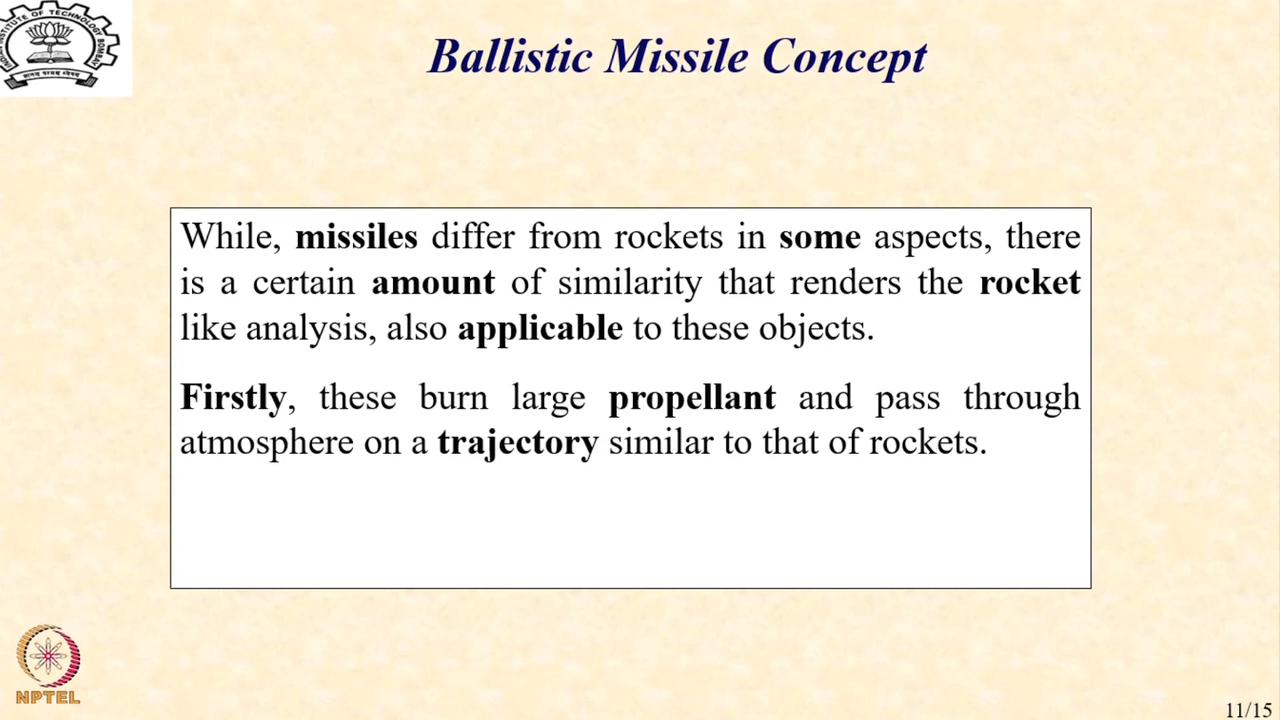 Ballistic Missile Concept
While, missiles differ from rockets in some aspects, there
is a certain amount of similarity that renders the rocket
like analysis, also applicable to these objects.
Firstly, these burn large propellant and pass through
atmosphere on a trajectory similar to that of rockets.
NPTEL
11/15